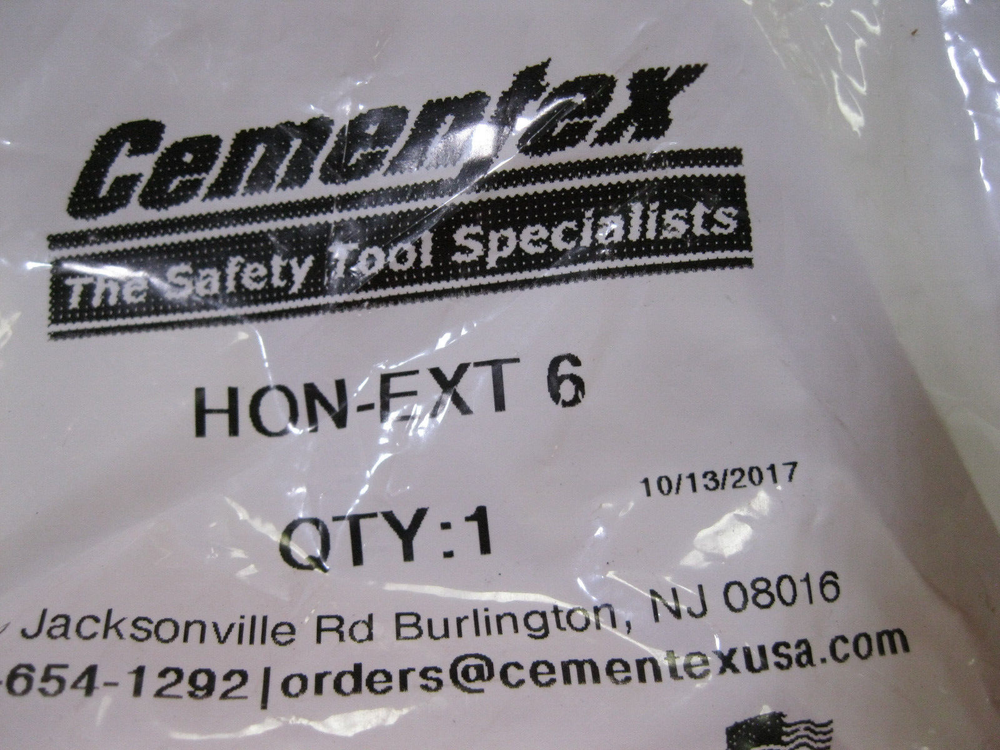 Cementex
The Safety Tool Specialists
HON-EXT 6
10/13/2017
QTY:1
Jacksonville Rd Burlington, NJ 08016
-654-1292|orders@cementexusa.com